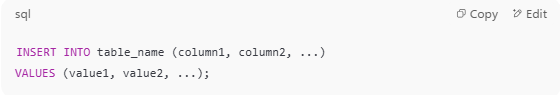 sql Copy Edit
INSERT INTO table_name (column1, column2, ...)
VALUES (value1, value2, ...);